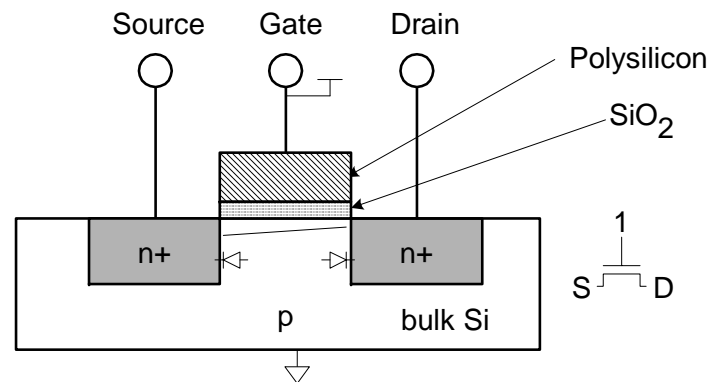 Source Gate Drain
Polysilicon
SiO2
n+ n+
1
S D
p bulk Si